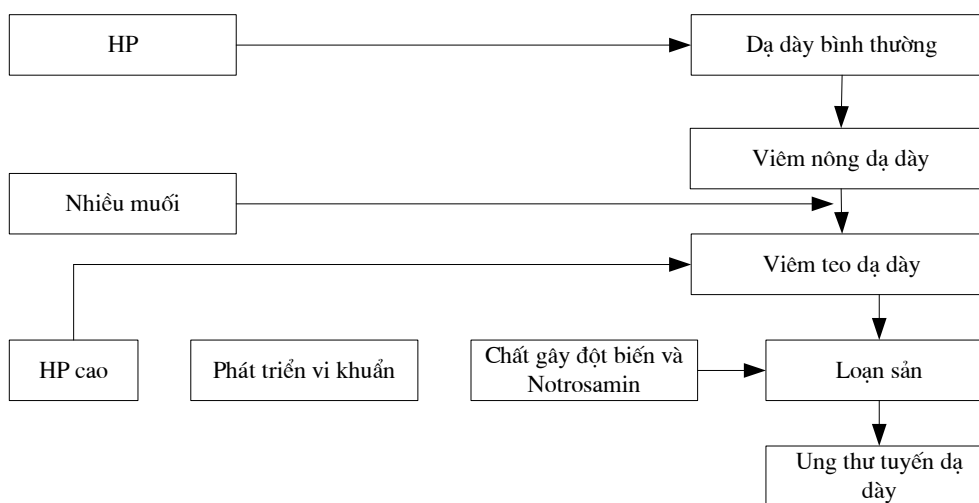 HP
Dạ dày bình thường
Viêm nông dạ dày
Nhiều muối
Viêm teo dạ dày
HP cao
Phát triển vi khuẩn
Chất gây đột biến và
Notrosamin
Loạn sản
Ung thư tuyến dạ
dày